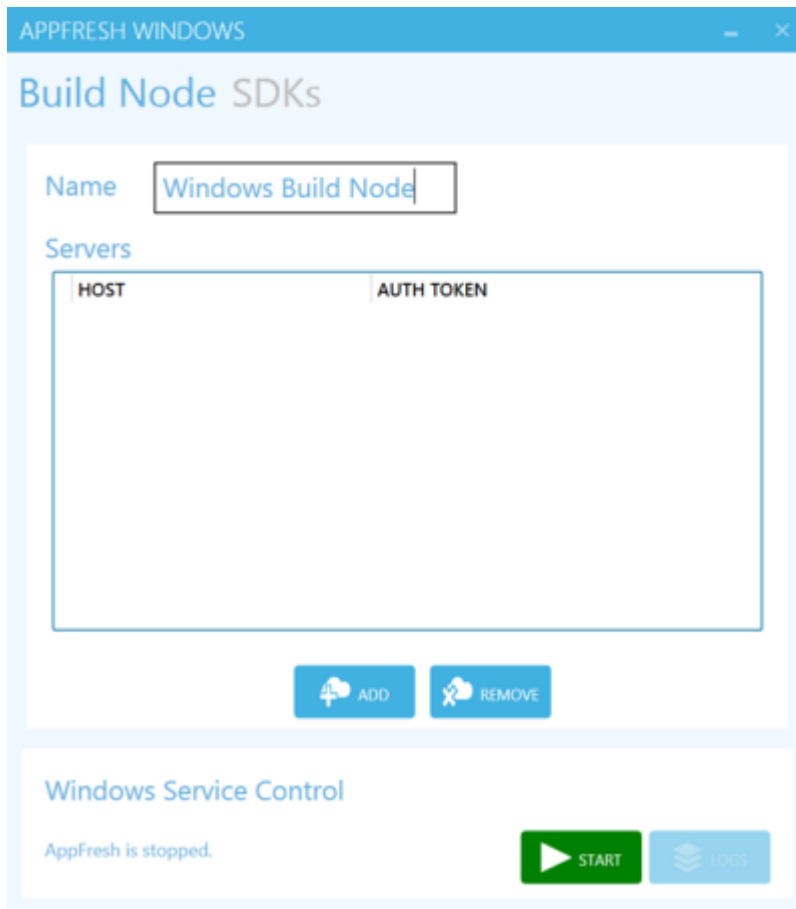 APPFRESH WINDOWS
Build Node SDKs
Name Windows Build Node
Servers
HOST AUTH TOKEN
ADD REMOVE
Windows Service Control
AppFresh is stopped.
START LOGS